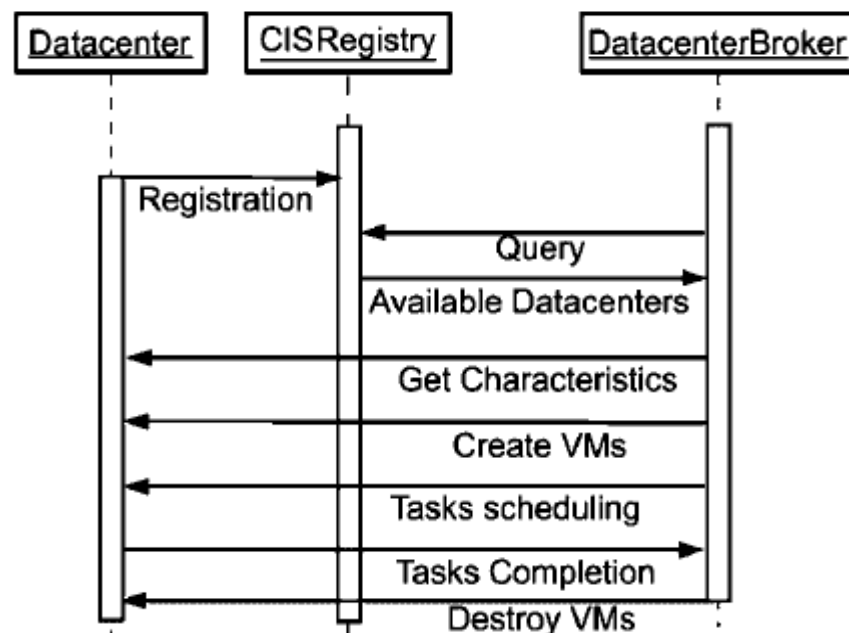 Datacenter
CISRegistry
DatacenterBroker
Registration
Query
Available Datacenters
Get Characteristics
Create VMs
Tasks scheduling
Tasks Completion
Destroy VMs